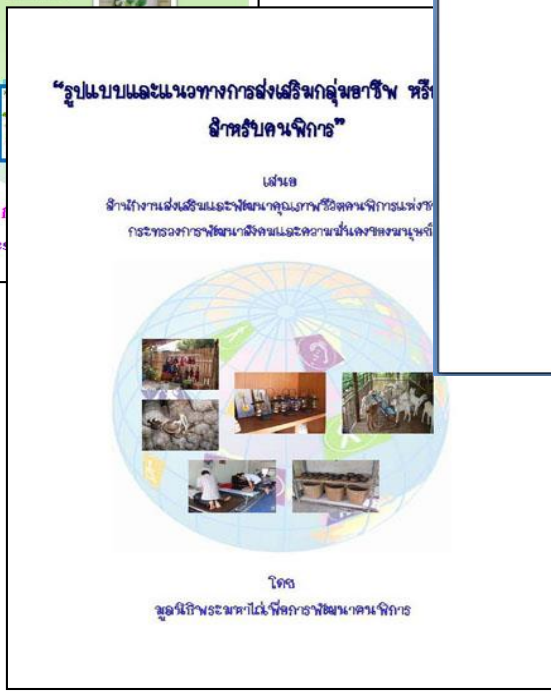 “รูปแบบและแนวทางการส่งเสริมกลุ่มอาชีพ หรือ
สำหรับคนพิการ”
เสนอ
สำนักงานส่งเสริมและพัฒนาคุณภาพชีวิตคนพิการแห่งช
กระทรวงการพัฒนาสังคมและความมั่นคงของมนุษย์
โดย
มูลนิธิพระมหาไถ่เพื่อการพัฒนาคนพิการ